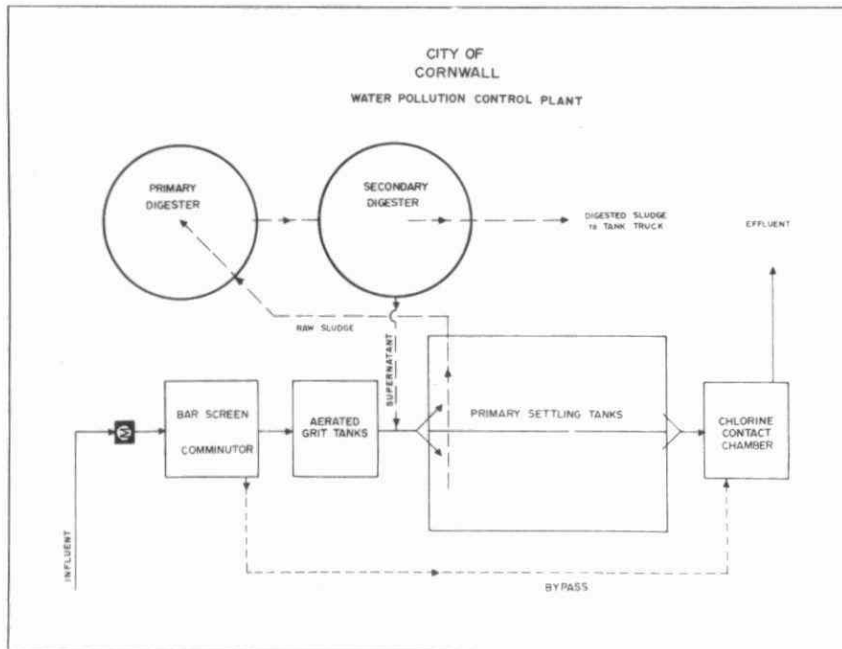 CITY OF
CORNWALL
WATER POLLUTION CONTROL PLANT
PRIMARY
DIGESTER
SECONDARY
DIGESTER
DIGESTED SLUDGE
TO TANK TRUCK
EFFLUENT
RAW SLUDGE
SUPERNATANT
BAR SCREEN
COMMINUTOR
AERATED
GRIT TANKS
PRIMARY SETTLING TANKS
CHLORINE
CONTACT
CHAMBER
M
INFLUENT
BYPASS